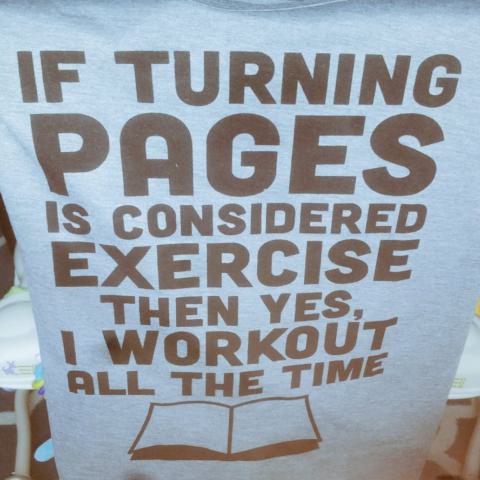 IF TURNING
PAGES
IS CONSIDERED
EXERCISE
THEN YES,
I WORKOUT
ALL THE TIME